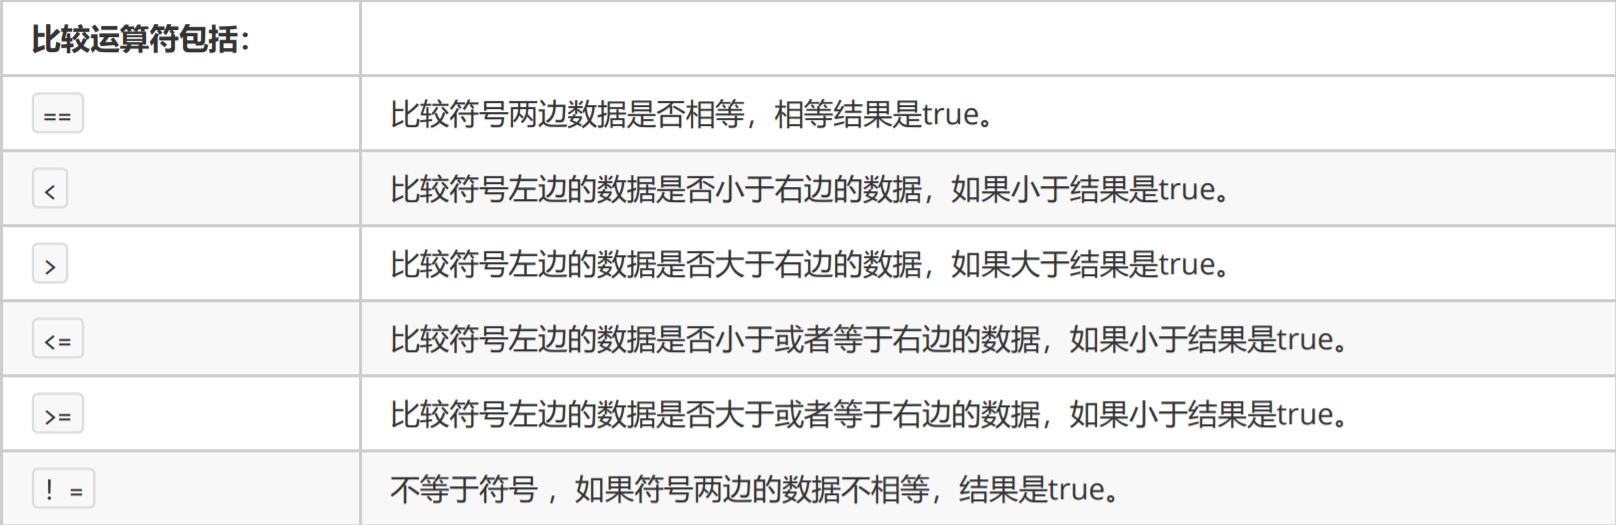 比较运算符包括：
== 比较符号两边数据是否相等，相等结果是true。
< 比较符号左边的数据是否小于右边的数据，如果小于结果是true。
> 比较符号左边的数据是否大于右边的数据，如果大于结果是true。
<= 比较符号左边的数据是否小于或者等于右边的数据，如果小于结果是true。
>= 比较符号左边的数据是否大于或者等于右边的数据，如果小于结果是true。
! = 不等于符号 ，如果符号两边的数据不相等，结果是true。